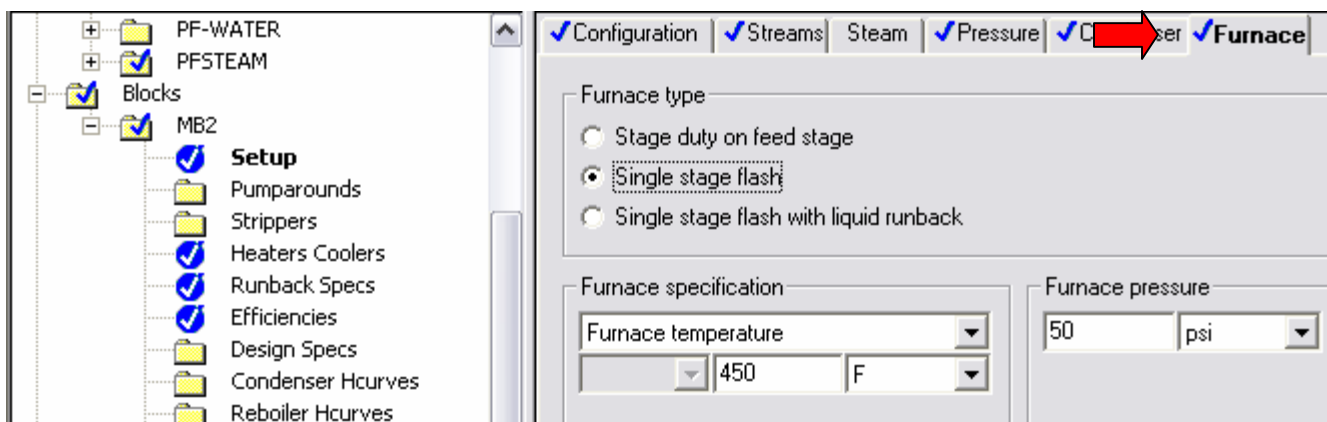 PF-WATER
PFSTEAM
Blocks
MB2
Setup
Pumparounds
Strippers
Heaters Coolers
Runback Specs
Efficiencies
Design Specs
Condenser Hcurves
Reboiler Hcurves
Configuration Streams Steam Pressure Furnace
Furnace type
Stage duty on feed stage
Single stage flash
Single stage flash with liquid runback
Furnace specification
Furnace temperature
450 F
Furnace pressure
50 psi